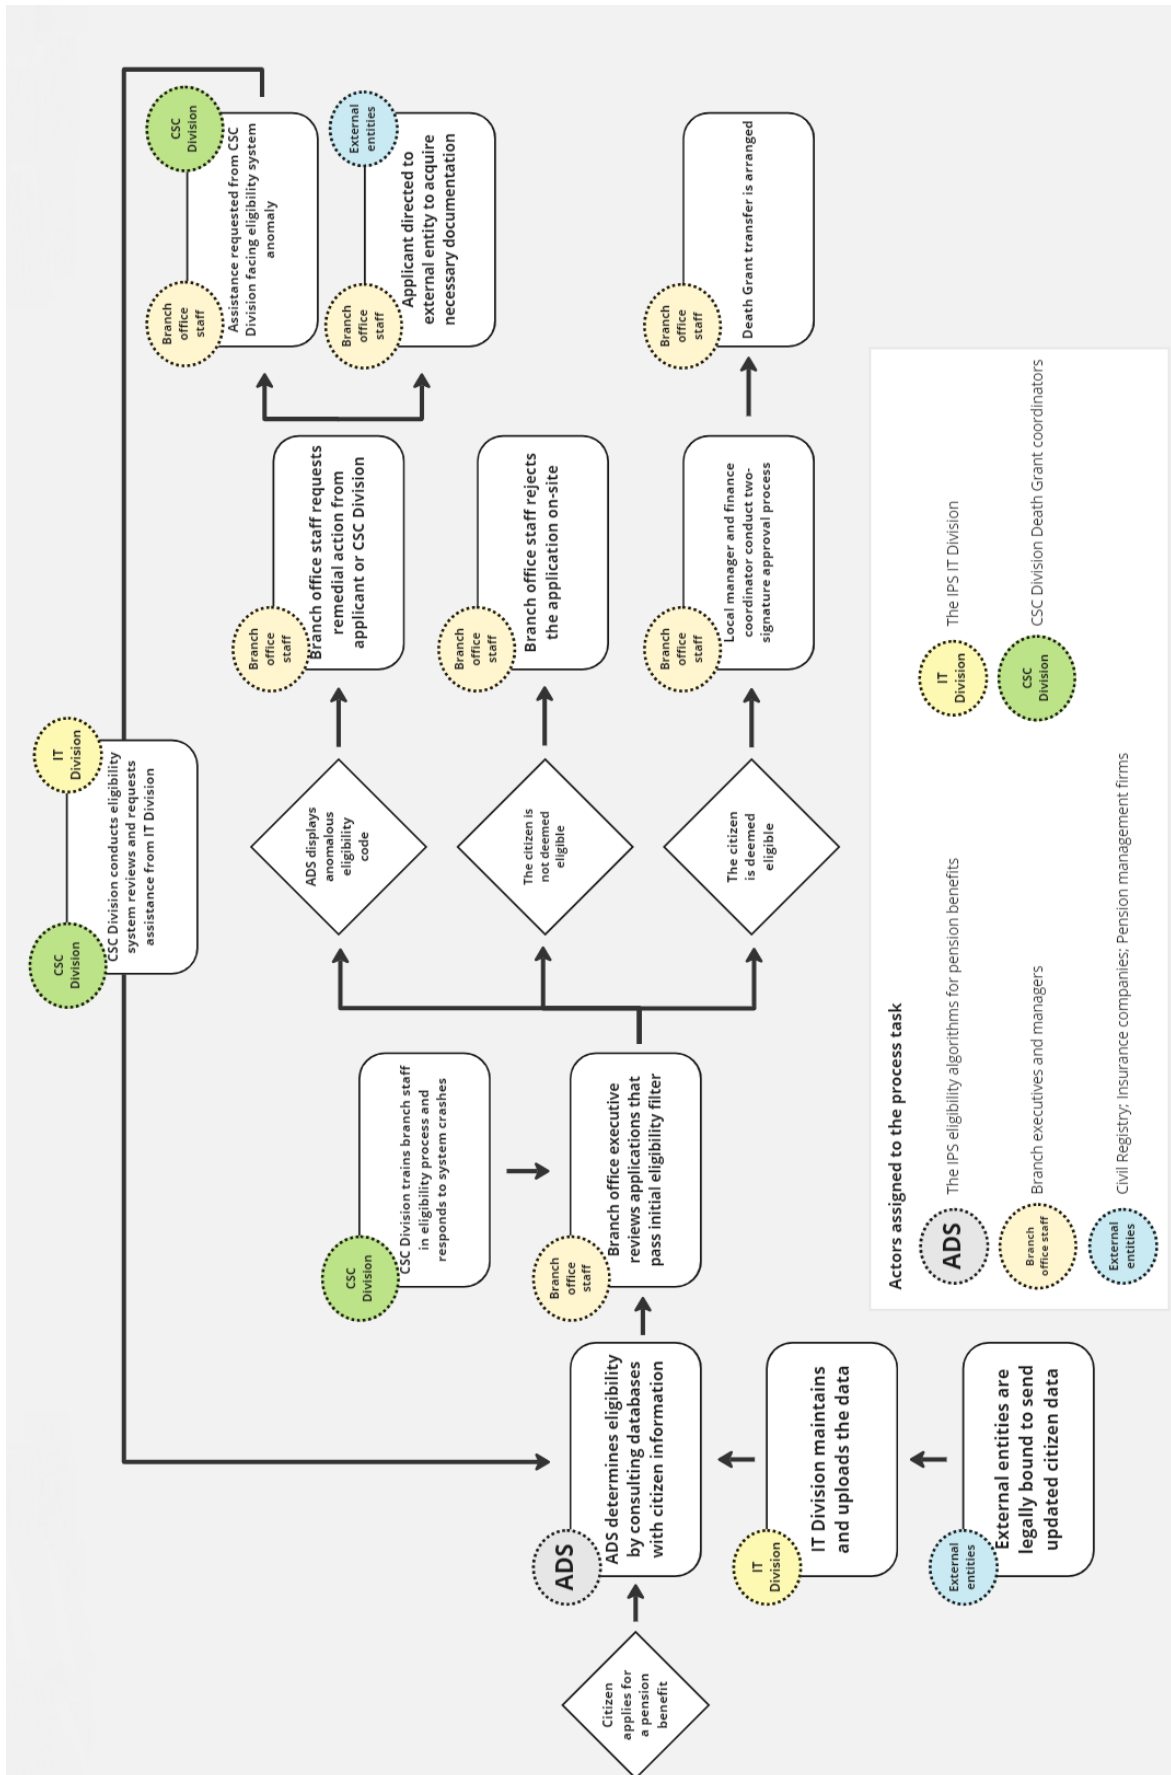 CSC
Division
IT
Division
CSC Division conducts eligibility
system reviews and requests
assistance from IT Division
Citizen
applies for
a pension
benefit
ADS
ADS determines eligibility
by consulting databases
with citizen information
IT
Division
IT Division maintains
and uploads the data
External
entities
External entities are
legally bound to send
updated citizen data
CSC
Division
CSC Division trains branch staff
in eligibility process and
responds to system crashes
Branch
office
staff
Branch office executive
reviews applications that
pass initial eligibility filter
ADS displays
anomalous
eligibility
code
The citizen is
not deemed
eligible
The citizen
is deemed
eligible
Branch
office
staff
Branch office staff requests
remedial action from
applicant or CSC Division
Branch
office
staff
Branch office staff rejects
the application on-site
Branch
office
staff
Local manager and finance
coordinator conduct two-
signature approval process
Branch
office
staff
CSC
Division
Assistance requested from CSC
Division facing eligibility system
anomaly
Branch
office
staff
External
entities
Applicant directed to
external entity to acquire
necessary documentation
Branch
office
staff
Death Grant transfer is arranged
Actors assigned to the process task
ADS
The IPS eligibility algorithms for pension benefits
IT
Division
The IPS IT Division
Branch
office staff
Branch executives and managers
CSC
Division
CSC Division Death Grant coordinators
External
entities
Civil Registry; Insurance companies; Pension management firms